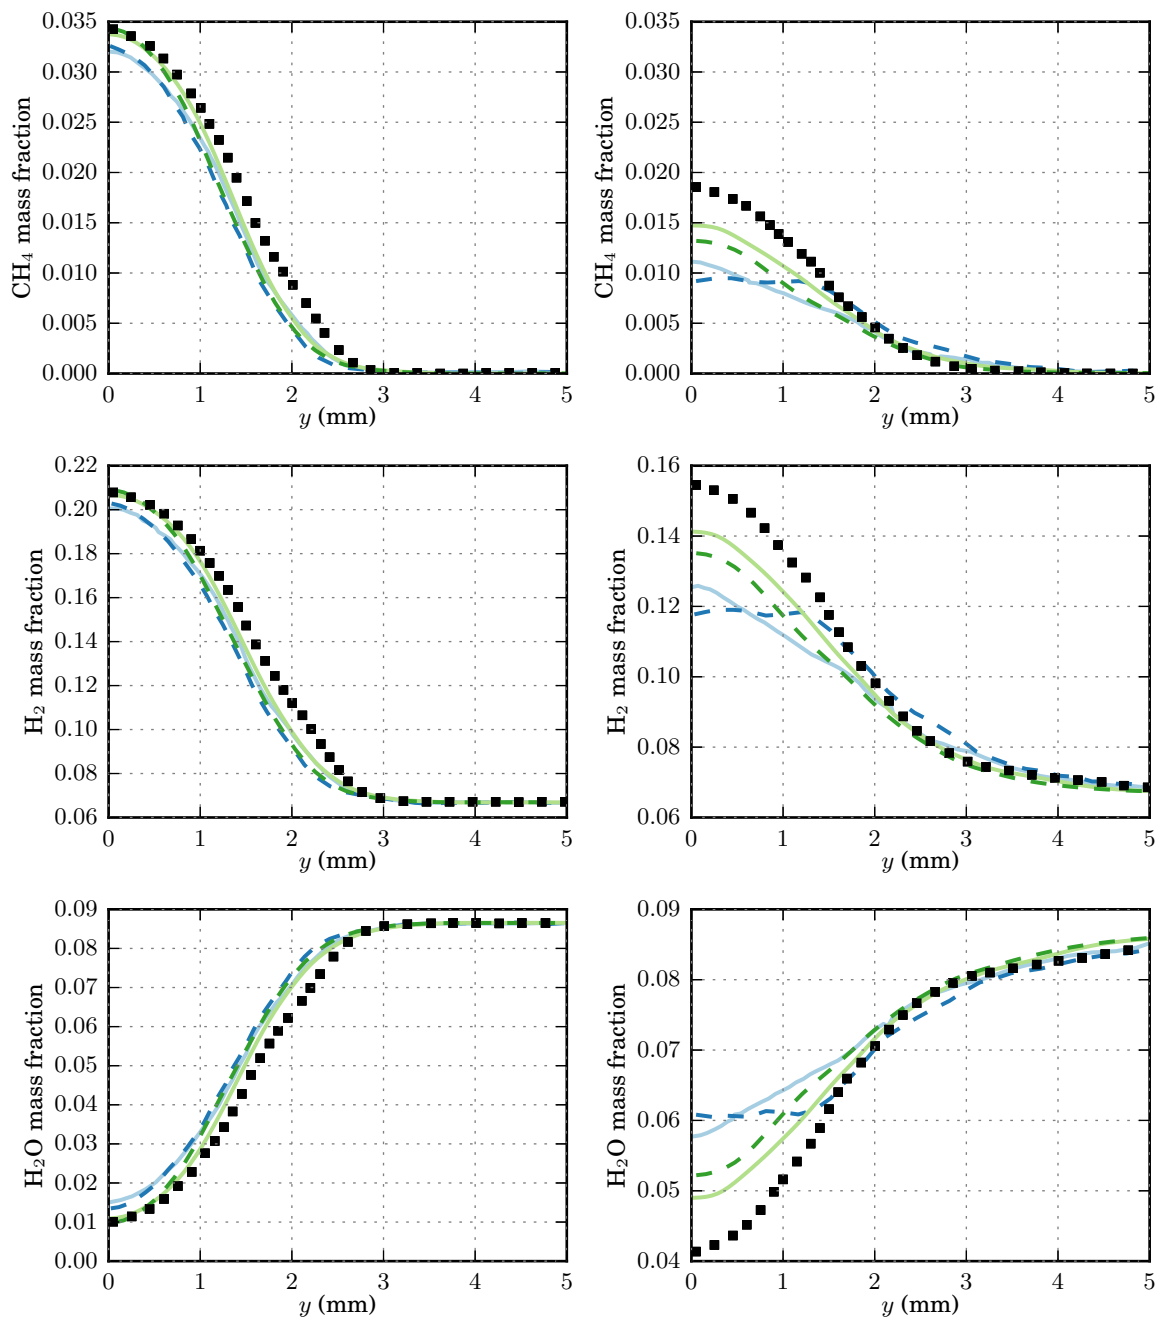 0.035
0.030
0.025
0.020
0.015
0.010
0.005
0.000
CH₄ mass fraction
0 1 2 3 4 5
y (mm)
0.035
0.030
0.025
0.020
0.015
0.010
0.005
0.000
CH₄ mass fraction
0 1 2 3 4 5
y (mm)
0.22
0.20
0.18
0.16
0.14
0.12
0.10
0.08
0.06
H₂ mass fraction
0 1 2 3 4 5
y (mm)
0.16
0.14
0.12
0.10
0.08
0.06
H₂ mass fraction
0 1 2 3 4 5
y (mm)
0.09
0.08
0.07
0.06
0.05
0.04
0.03
0.02
0.01
0.00
H₂O mass fraction
0 1 2 3 4 5
y (mm)
0.09
0.08
0.07
0.06
0.05
0.04
H₂O mass fraction
0 1 2 3 4 5
y (mm)